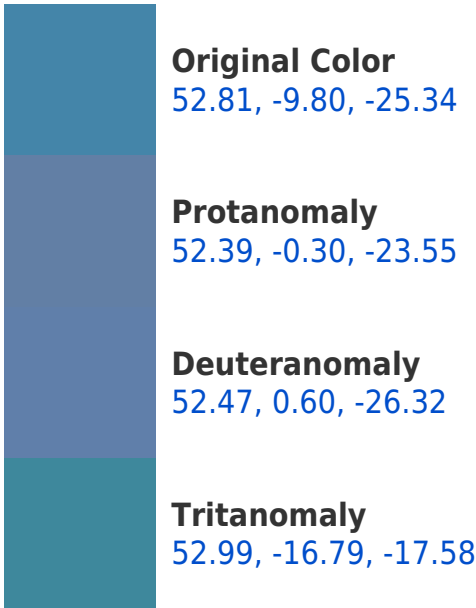 Original Color
52.81, -9.80, -25.34
Protanomaly
52.39, -0.30, -23.55
Deuteranomaly
52.47, 0.60, -26.32
Tritanomaly
52.99, -16.79, -17.58